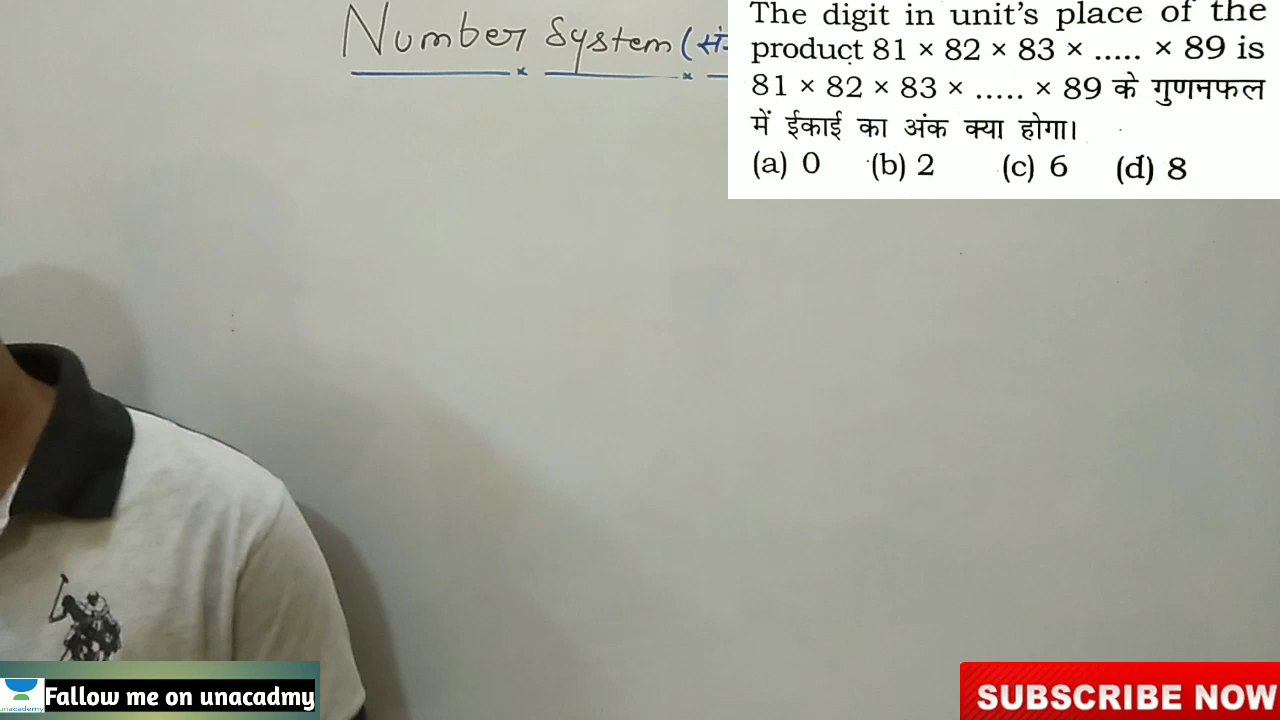 Number System (सं
The digit in unit's place of the
product 81 × 82 × 83 × ..... × 89 is
81 × 82 × 83 × ..... × 89 के गुणनफल
में ईकाई का अंक क्या होगा।
(a) 0 (b) 2 (c) 6 (d) 8
unacademy
Fallow me on unacadmy
SUBSCRIBE NOW